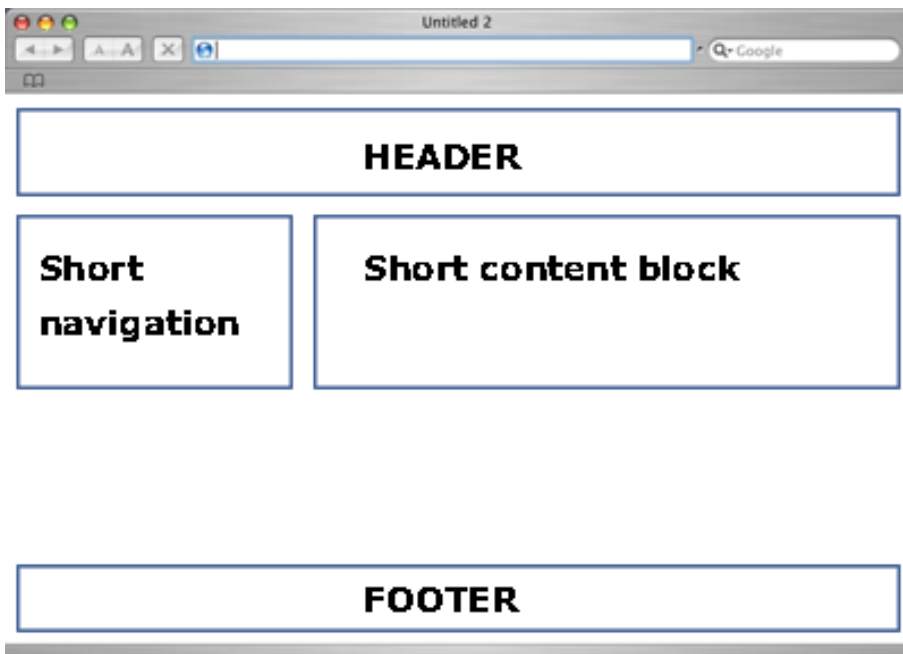 Untitled 2
A A
Google
HEADER
Short
navigation
Short content block
FOOTER